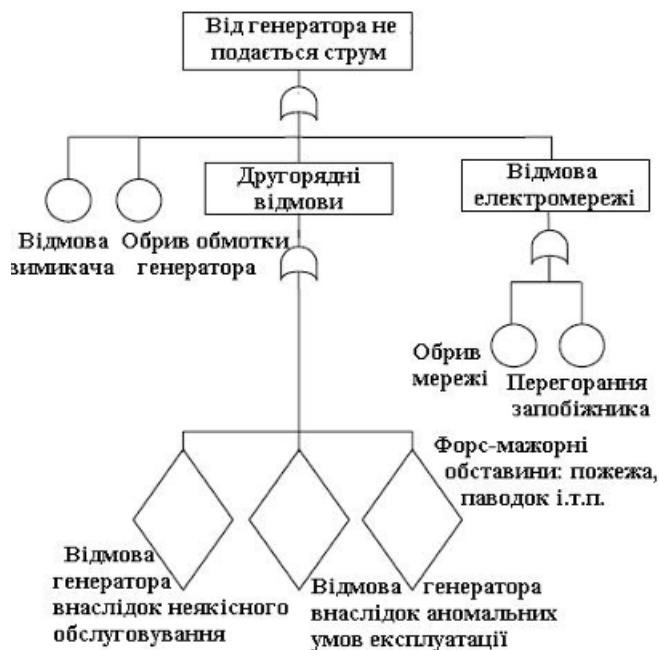 Від генератора не
подається струм
Другорядні
відмови
Відмова
електромережі
Відмова
вимикача
Обрив обмотки
генератора
Обрив
мережі
Перегорання
запобіжника
Форс-мажорні
обставини: пожежа,
паводок і.т.п.
Відмова
генератора
внаслідок неякісного
обслуговування
Відмова генератора
внаслідок аномальних
умов експлуатації